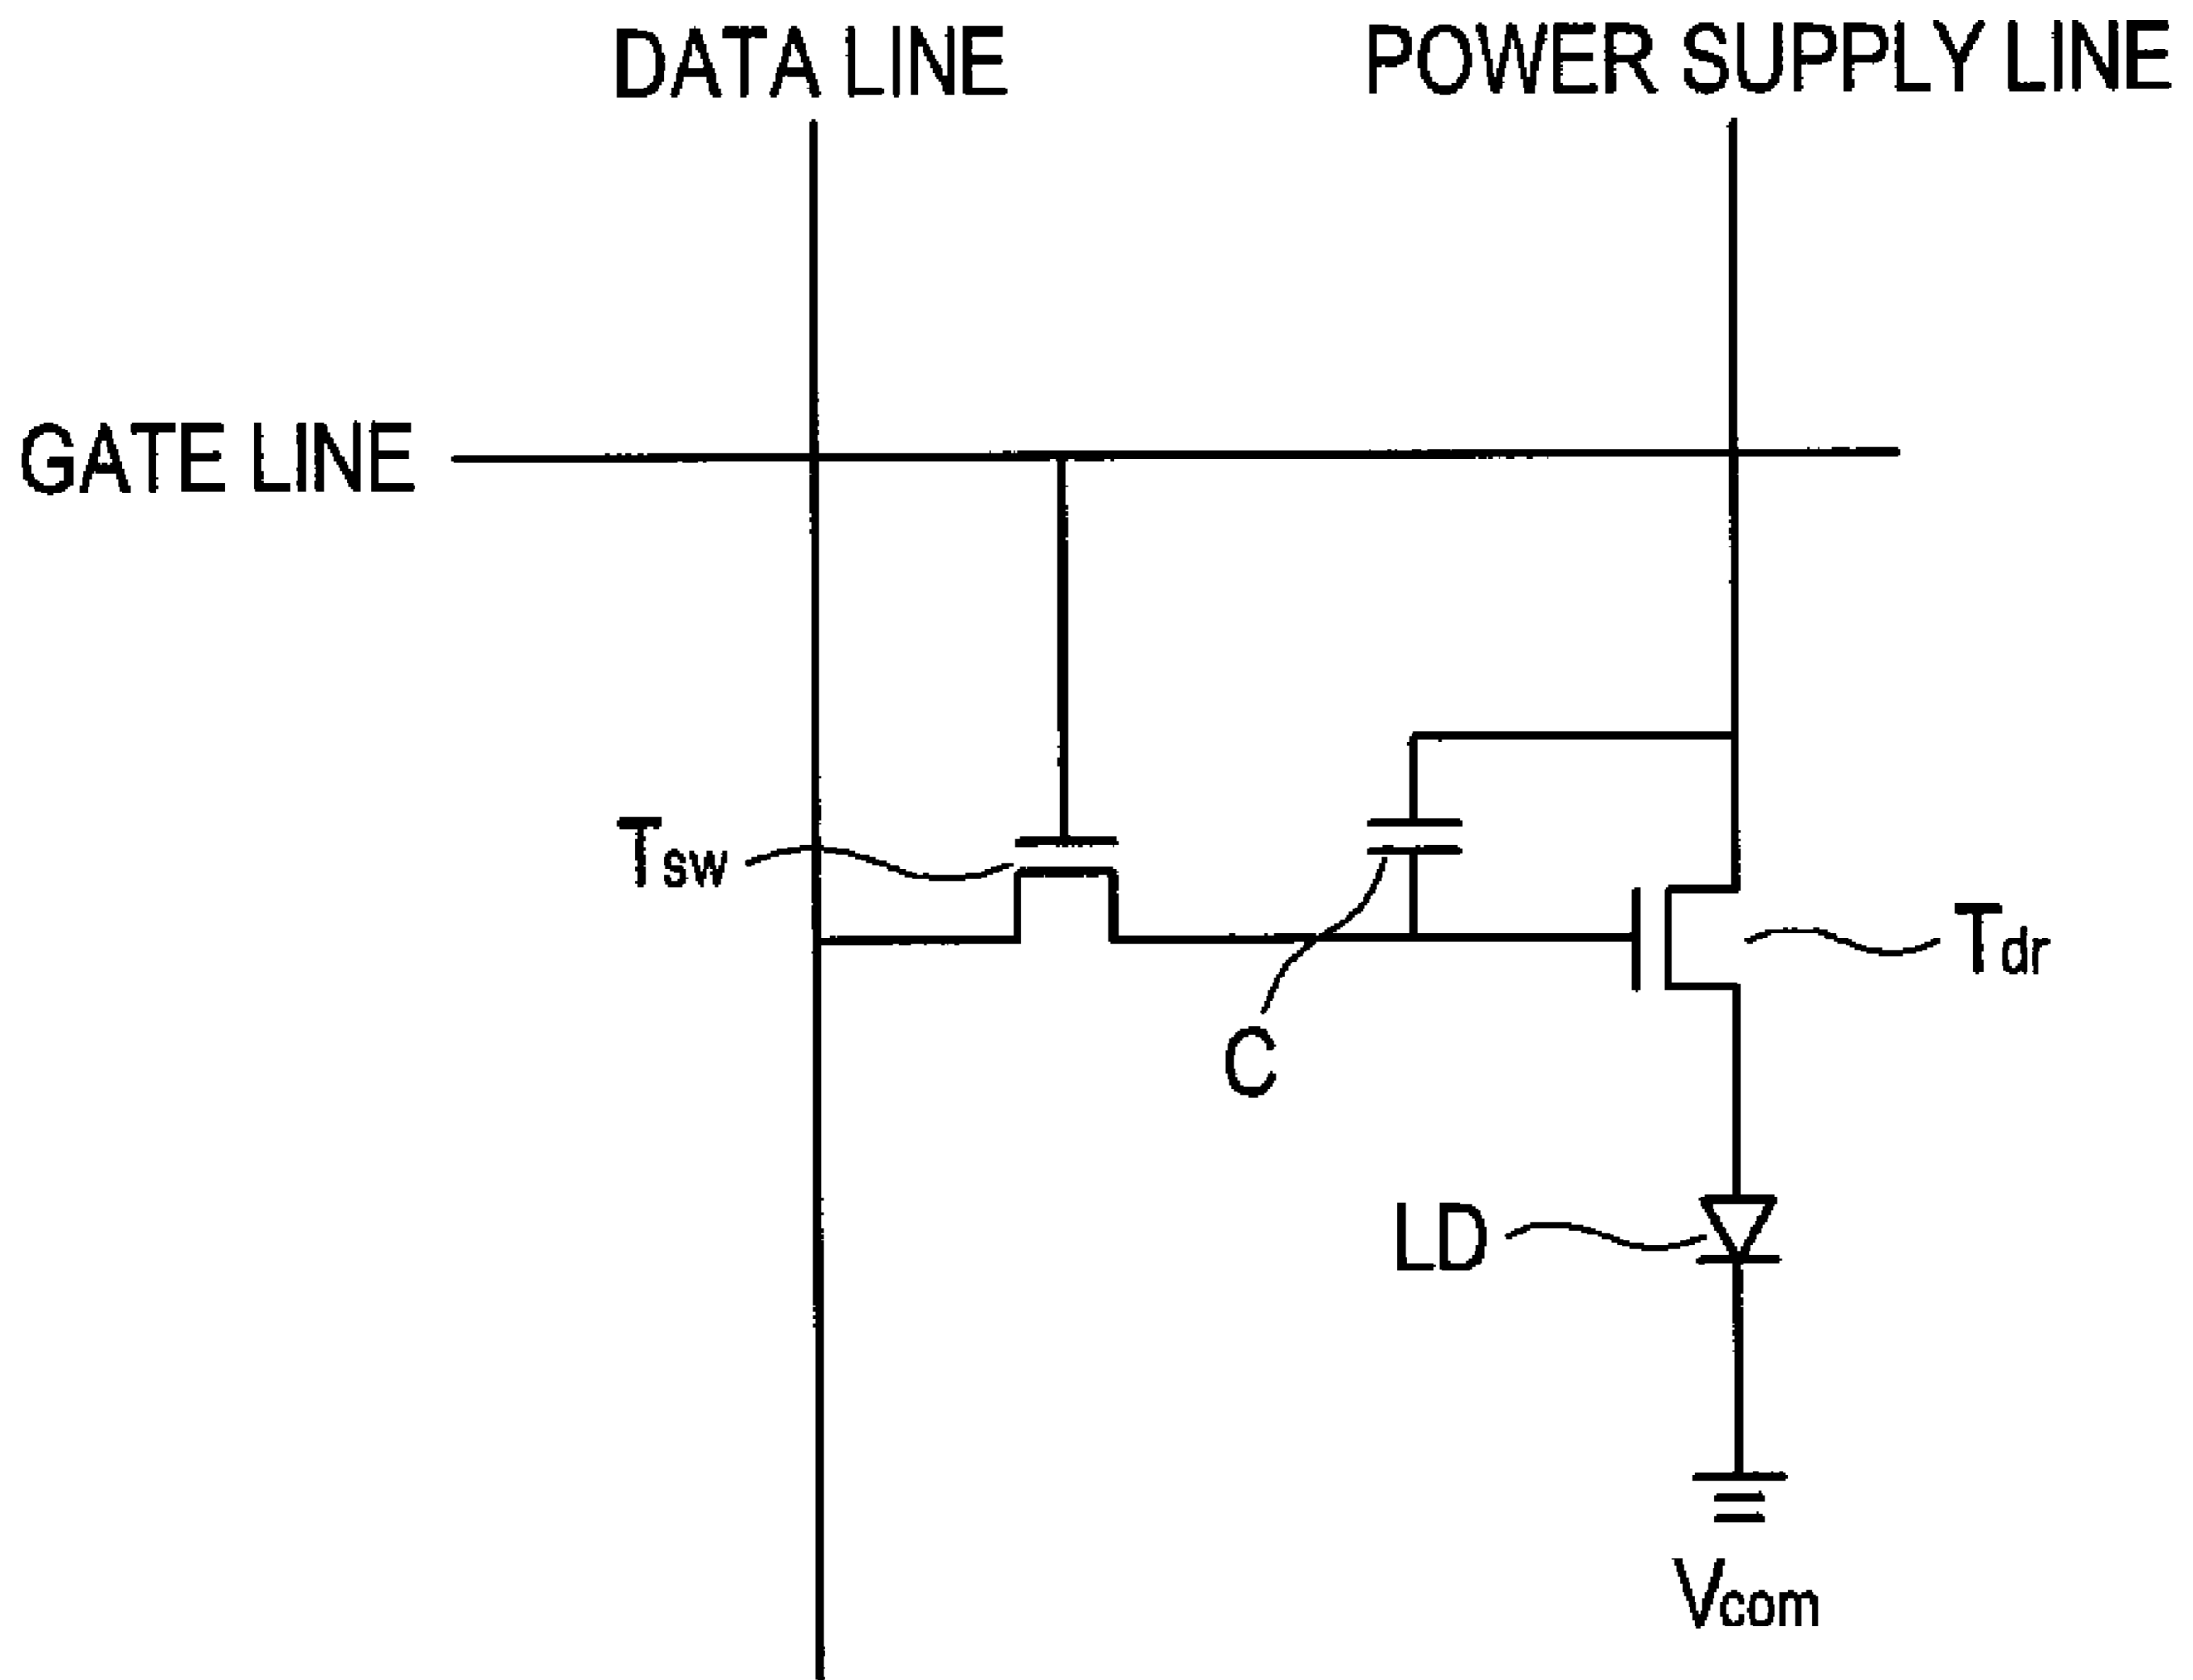 DATA LINE
POWER SUPPLY LINE
GATE LINE
Tsw
Tdr
C
LD
Vcom